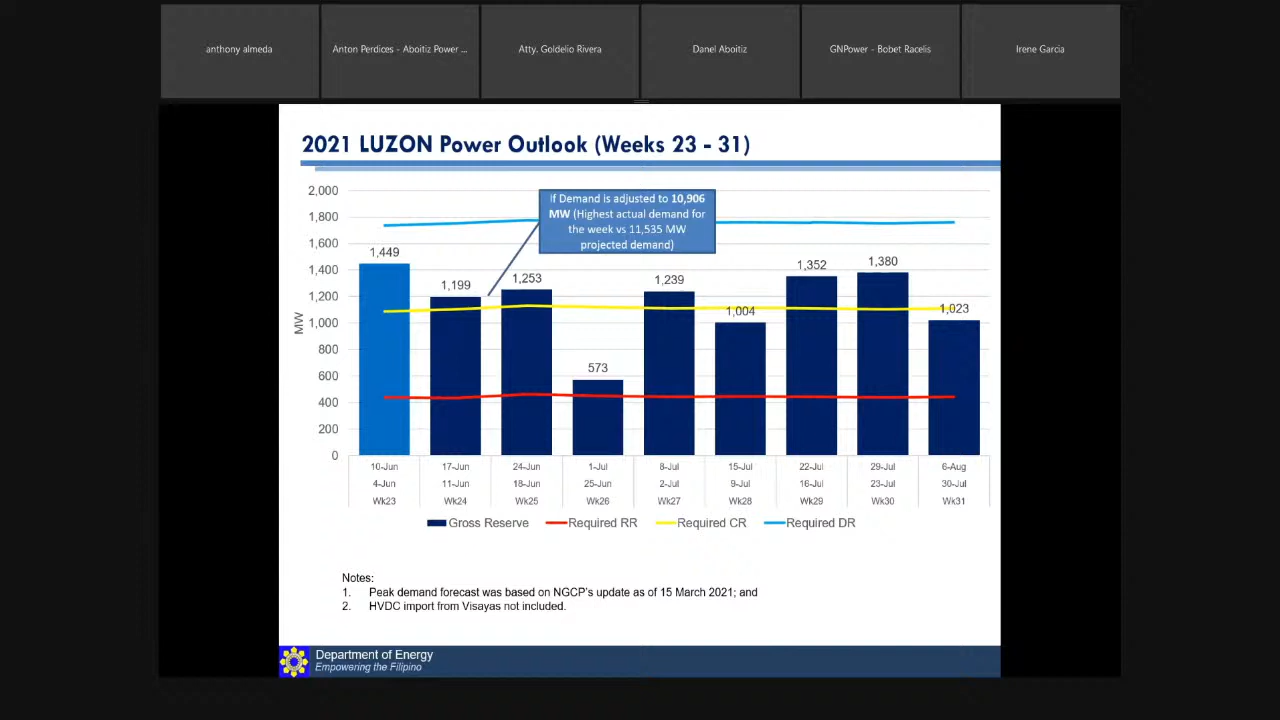 anthony almeda
Anton Perdices - Aboitiz Power ...
Atty. Goldelio Rivera
Danel Aboitiz
GNPower - Bobet Racelis
Irene Garcia
2021 LUZON Power Outlook (Weeks 23 - 31)
If Demand is adjusted to 10,906
MW (Highest actual demand for
the week vs 11,535 MW
projected demand)
2,000
1,800
1,600
1,400
1,200
1,000
800
600
400
200
0
MW
1,449
1,199
1,253
573
1,239
1,004
1,352
1,380
1,023
10-Jun 17-Jun 24-Jun 1-Jul 8-Jul 15-Jul 22-Jul 29-Jul 6-Aug
4-Jun 11-Jun 18-Jun 25-Jun 2-Jul 9-Jul 16-Jul 23-Jul 30-Jul
Wk23 Wk24 Wk25 Wk26 Wk27 Wk28 Wk29 Wk30 Wk31
Gross Reserve Required RR Required CR Required DR
Notes:
1. Peak demand forecast was based on NGCP's update as of 15 March 2021; and
2. HVDC import from Visayas not included.
Department of Energy
Empowering the Filipino